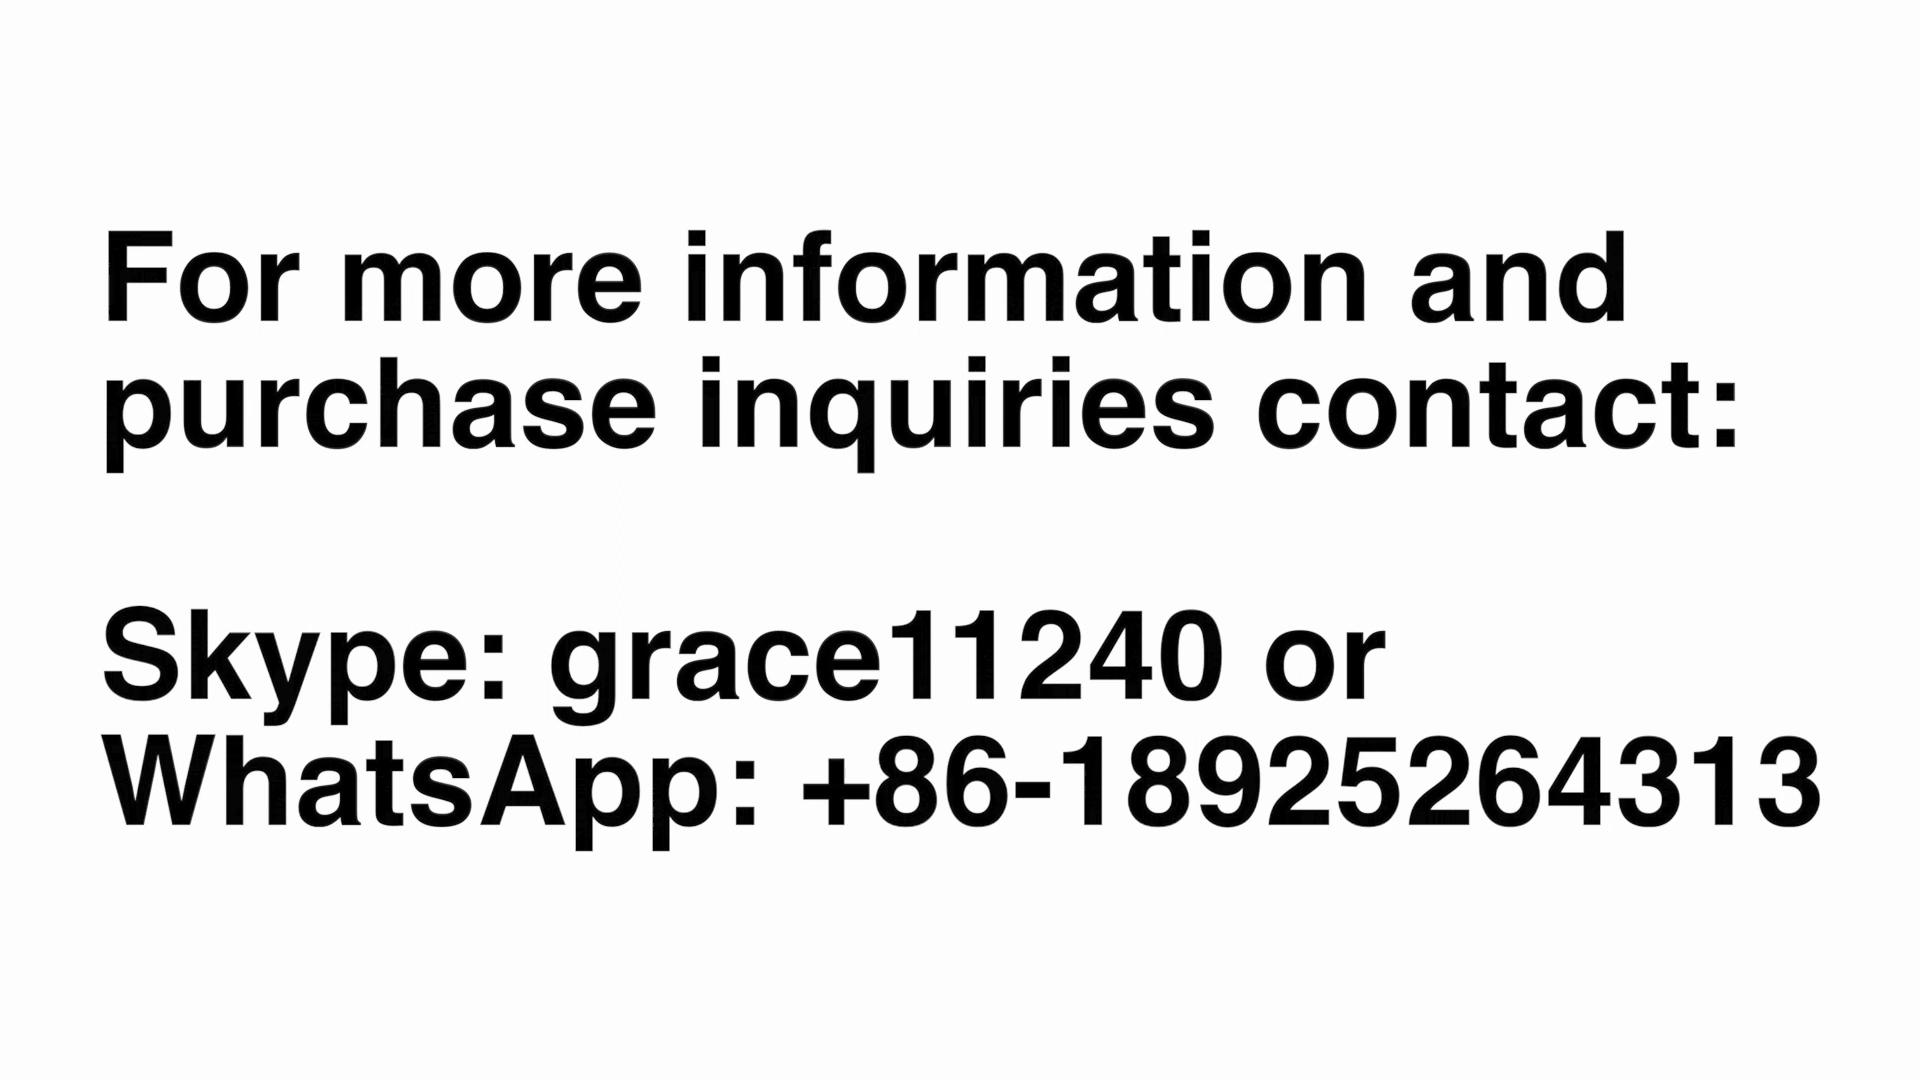 For more information and
purchase inquiries contact:
Skype: grace11240 or
WhatsApp: +86-18925264313